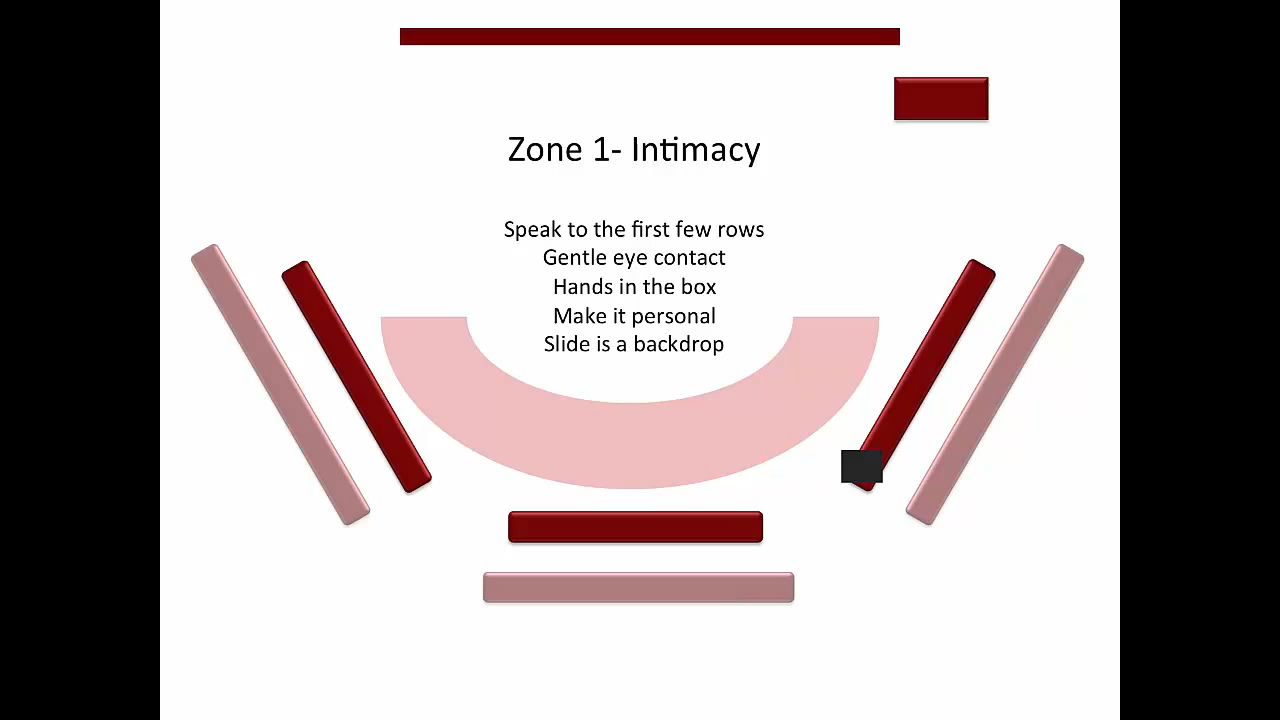 Zone 1- Intimacy
Speak to the first few rows
Gentle eye contact
Hands in the box
Make it personal
Slide is a backdrop